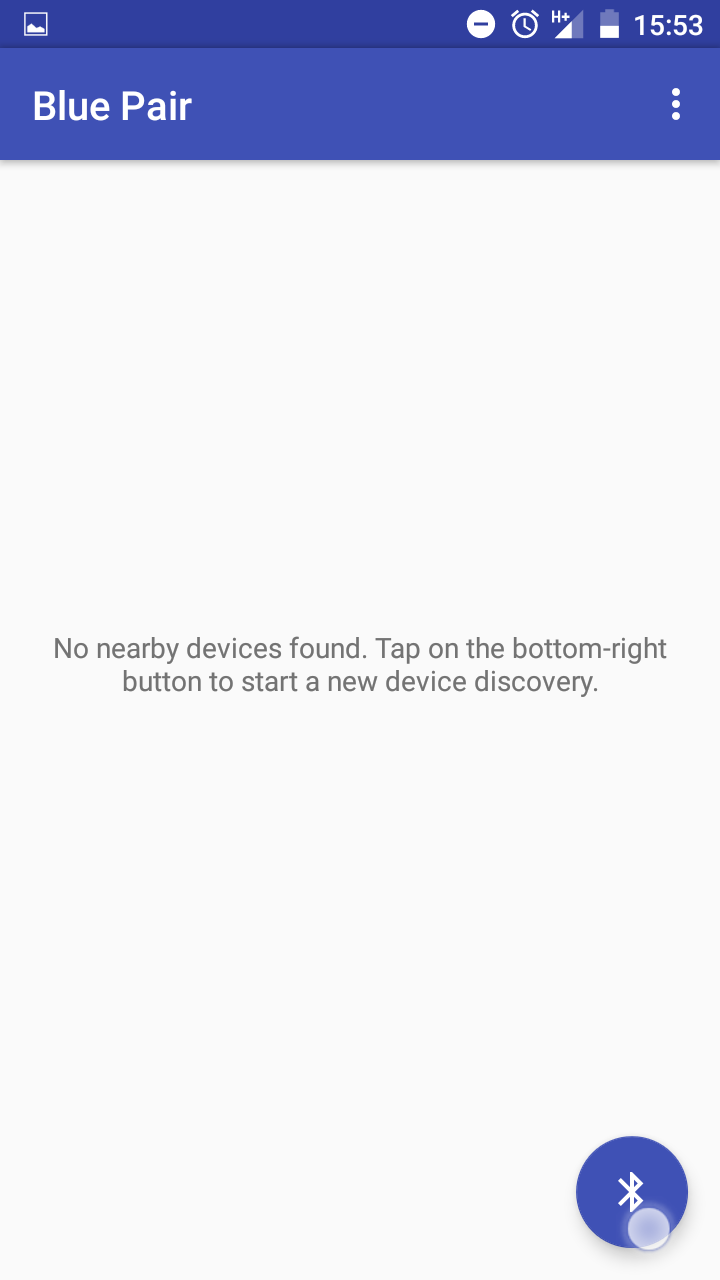 H+ 15:53
Blue Pair
No nearby devices found. Tap on the bottom-right
button to start a new device discovery.